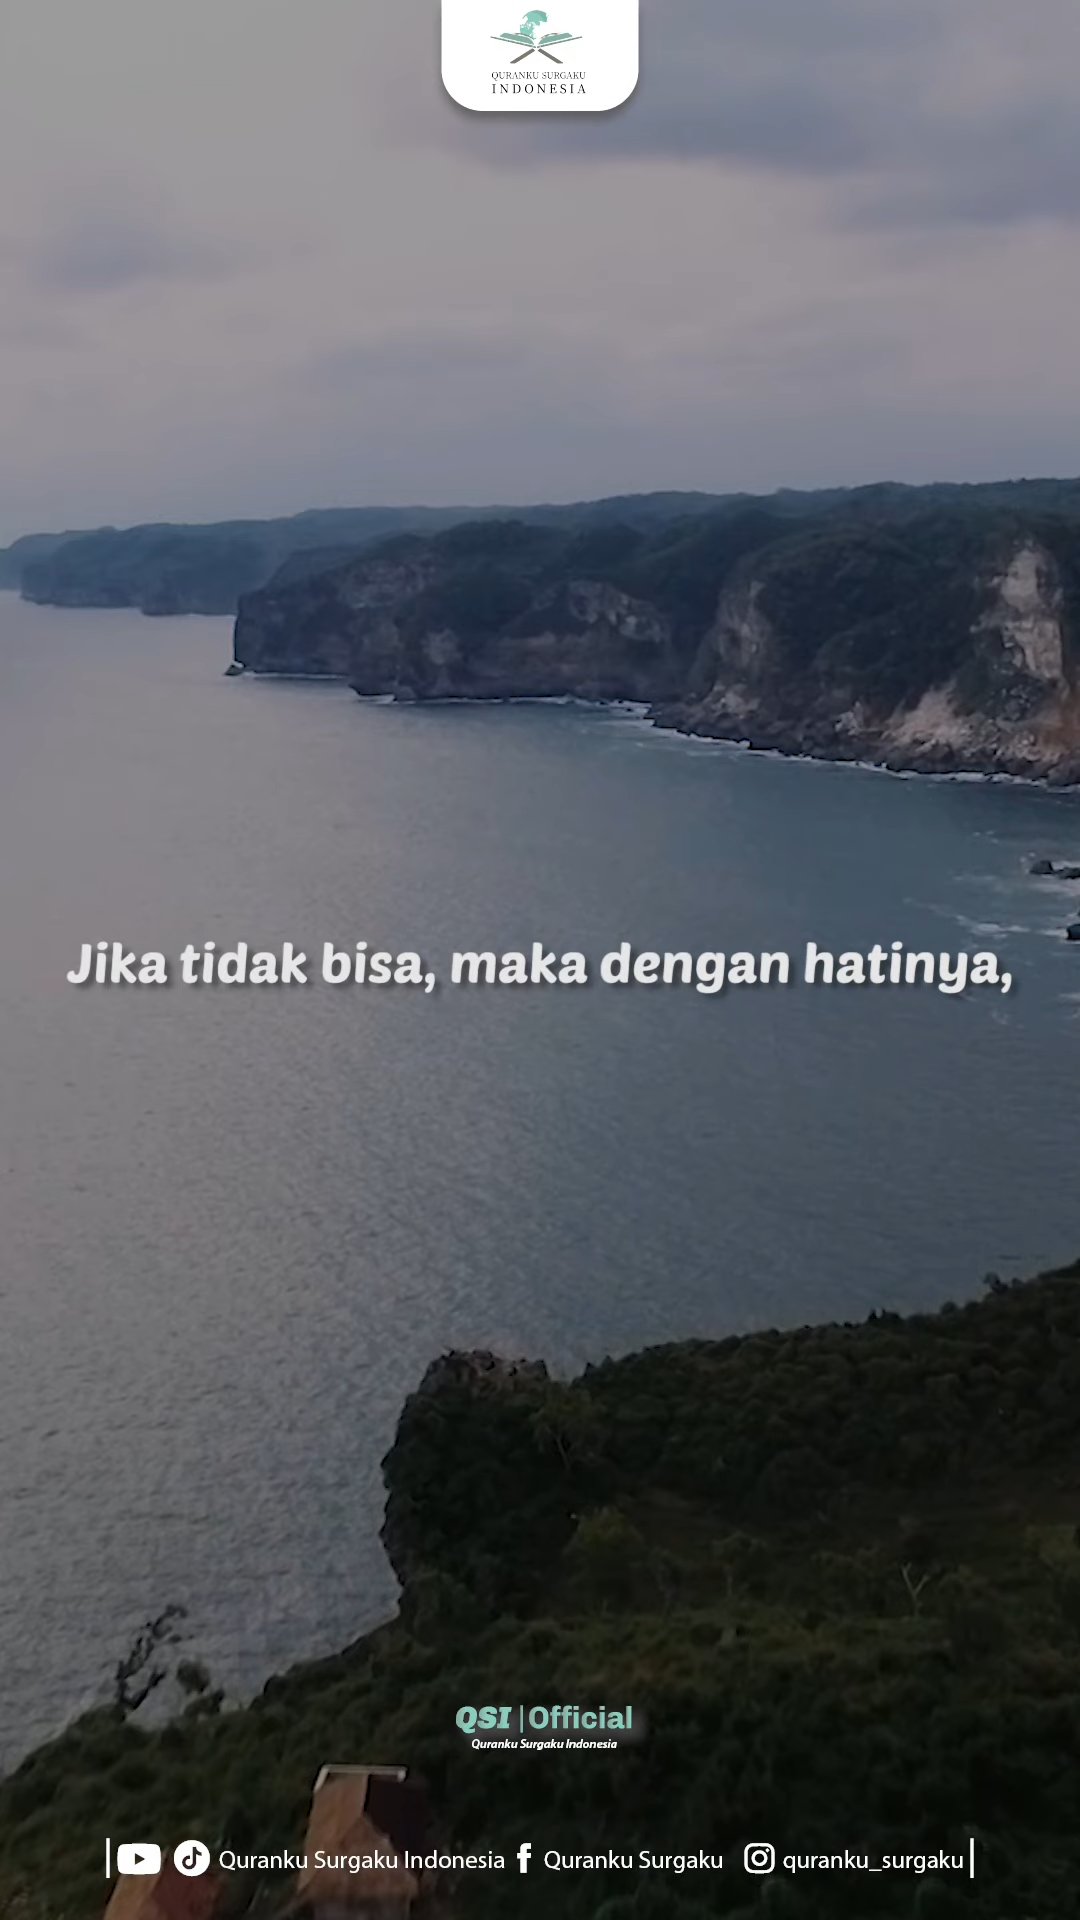 QURANKU SURGAKU
INDONESIA
Jika tidak bisa, maka dengan hatinya,
QSI | Official
Quranku Surgaku Indonesia
Quranku Surgaku Indonesia Quranku Surgaku quranku_surgaku